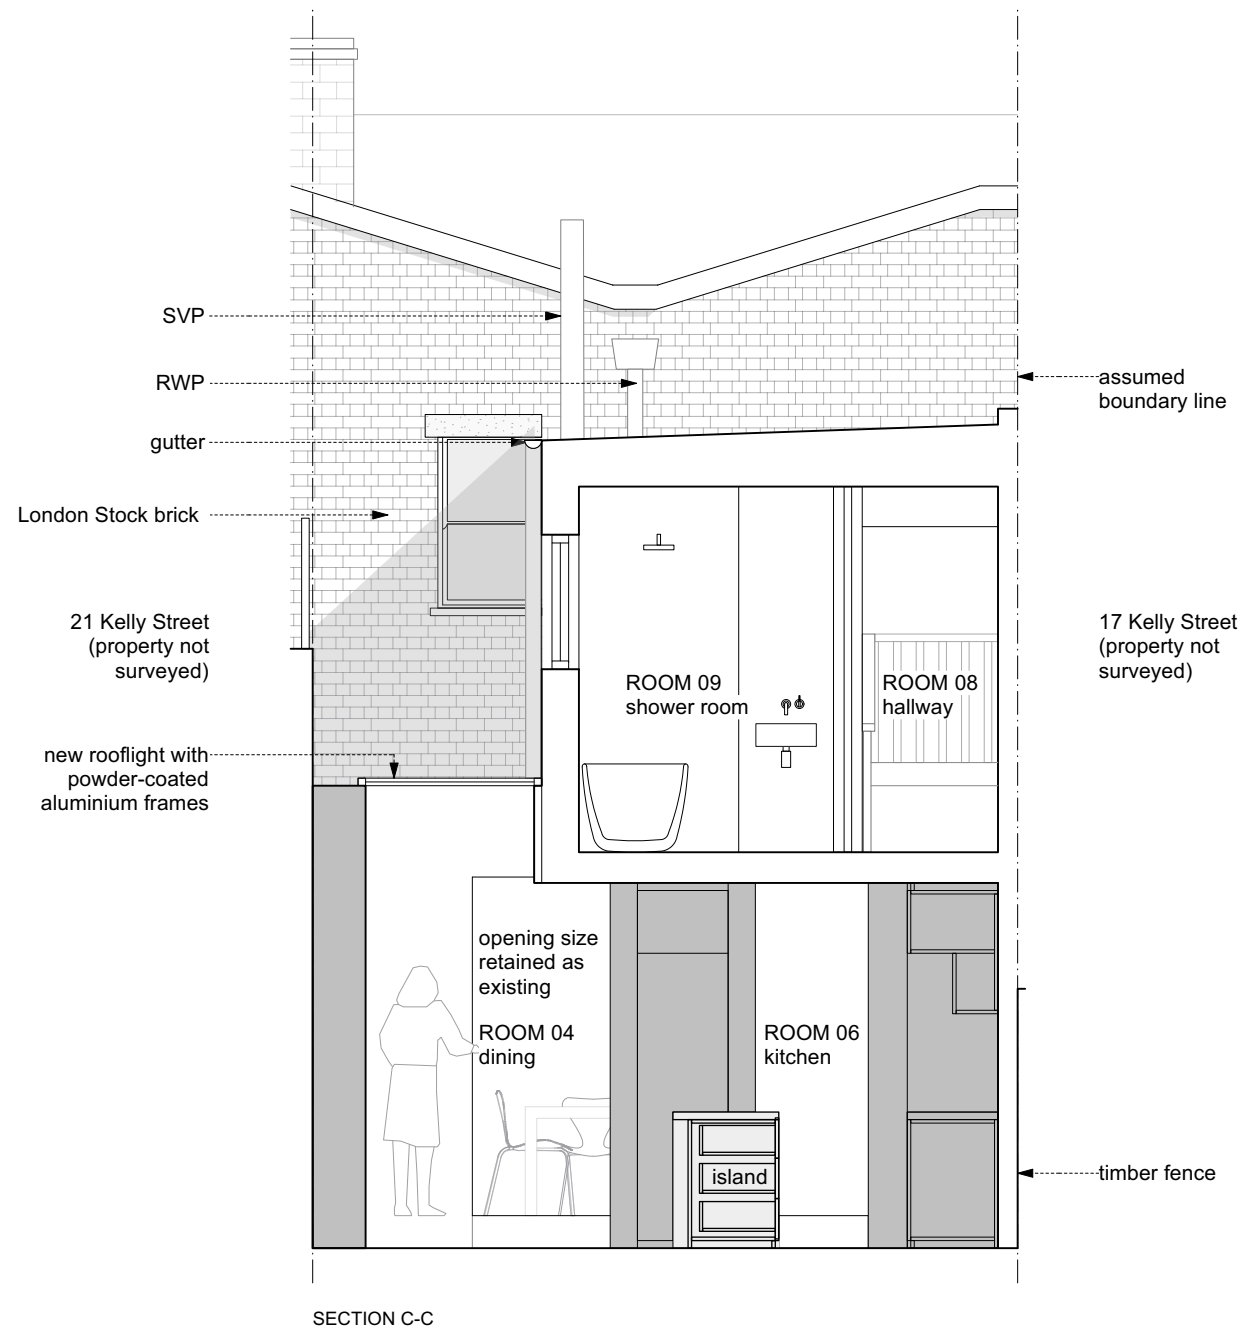 SVP
RWP
assumed
boundary line
gutter
London Stock brick
21 Kelly Street
(property not
surveyed)
17 Kelly Street
(property not
surveyed)
ROOM 09
shower room
ROOM 08
hallway
new rooflight with
powder-coated
aluminium frames
opening size
retained as
existing
ROOM 04
dining
ROOM 06
kitchen
island
timber fence
SECTION C-C